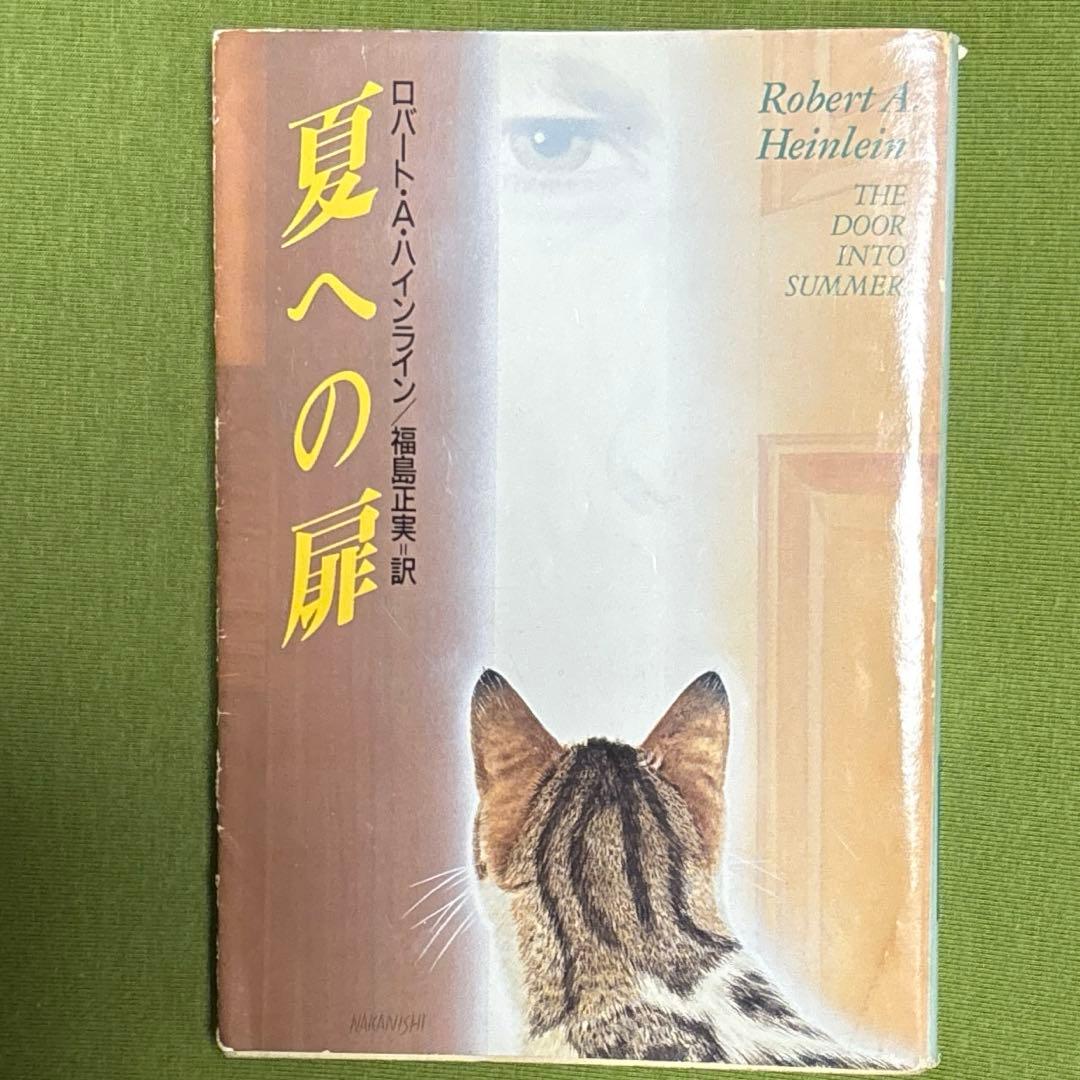 夏への扉
ロバート・A・ハインライン/福島正実=訳
Robert A.
Heinlein
THE
DOOR
INTO
SUMMER
NAKANISHI